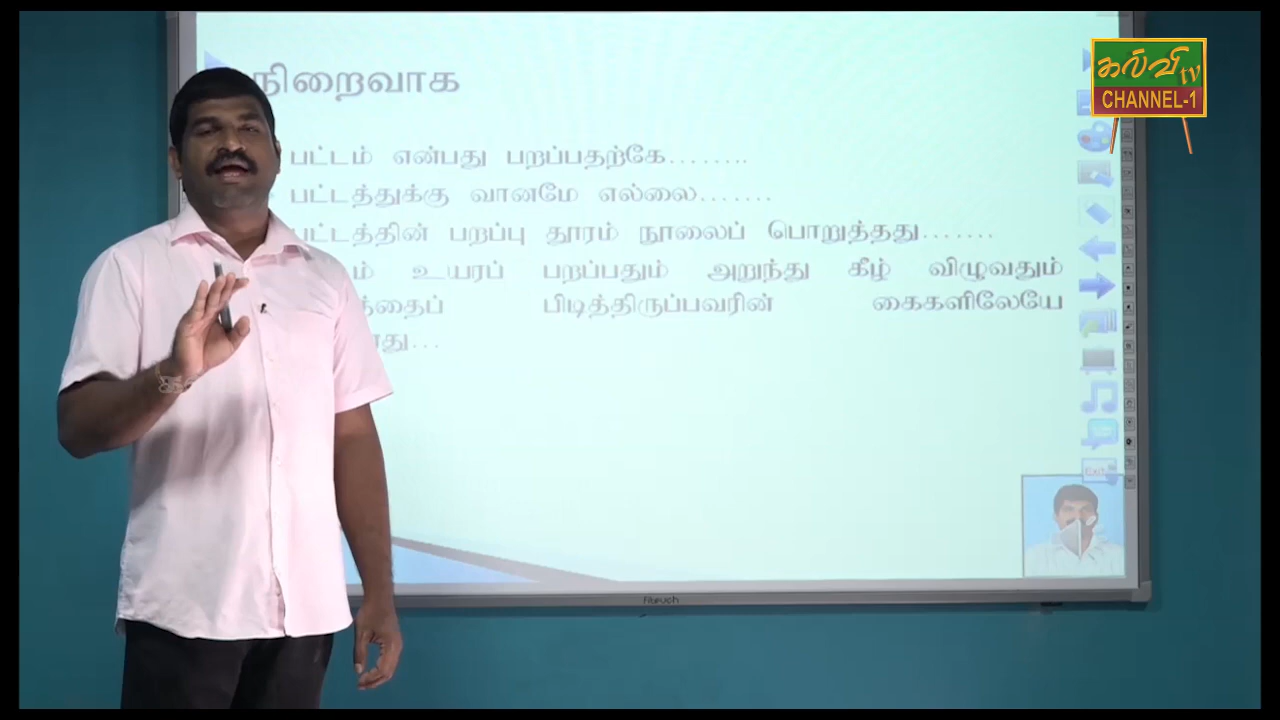 கல்வி tv
CHANNEL-1
நிறைவாக
பட்டம் என்பது பறப்பதற்கே........
பட்டத்துக்கு வானமே எல்லை.......
பட்டத்தின் பறப்பு தூரம் நூலைப் பொறுத்தது.......
உயரப் பறப்பதும் அறுந்து கீழ் விழுவதும்
பிடித்திருப்பவரின் கைகளிலேயே
Exit